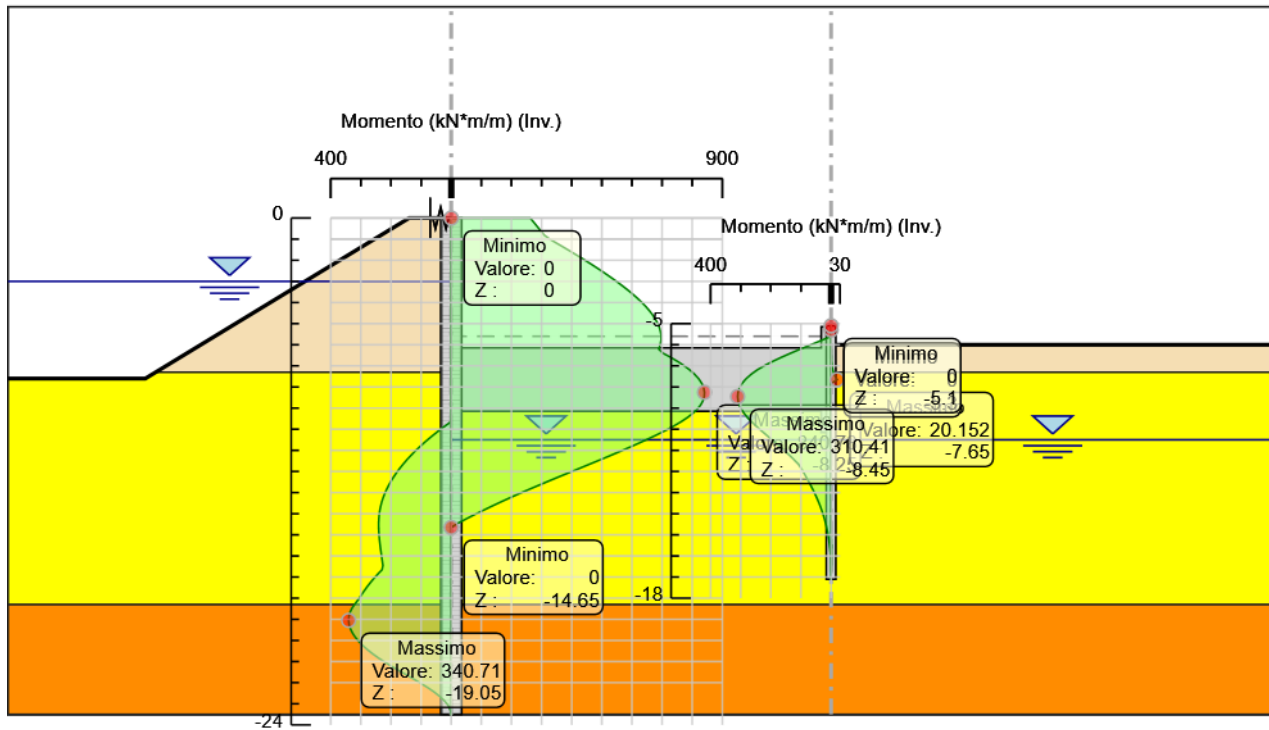 Momento (kN*m/m) (Inv.)
400
900
0
Momento (kN*m/m) (Inv.)
400
30
Minimo
Valore: 0
Z : 0
-5
Minimo
Valore: 0
Z : -5.1
Massimo
Valore: 20.152
Z : -7.65
Massimo
Valore: 310.41
Z : -8.45
Minimo
Valore: 0
Z : -14.65
-18
Massimo
Valore: 340.71
Z : -19.05
-24